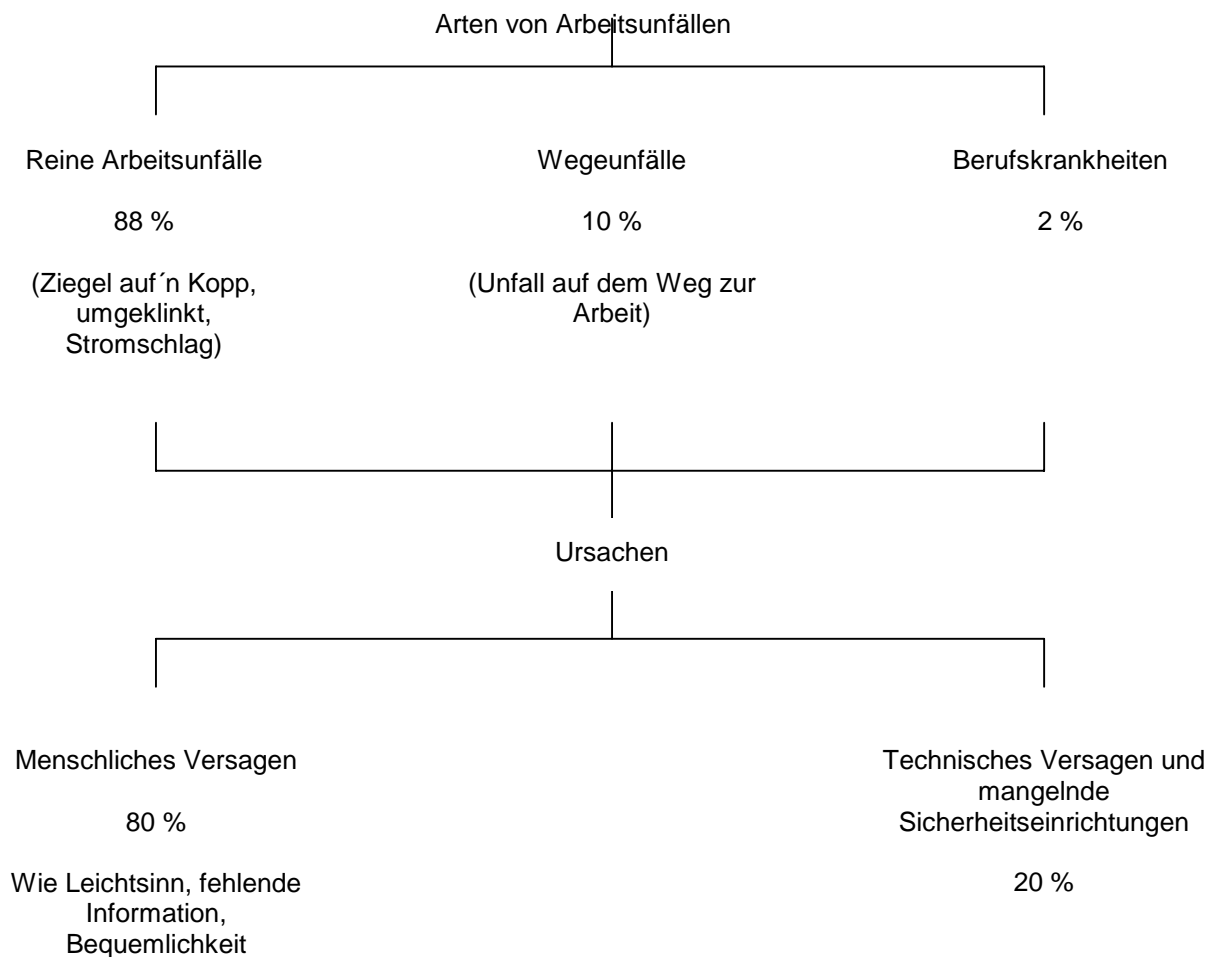 Arten von Arbeitsunfällen
Reine Arbeitsunfälle
88 %
(Ziegel auf´n Kopp,
umgeklinkt,
Stromschlag)
Wegeunfälle
10 %
(Unfall auf dem Weg zur
Arbeit)
Berufskrankheiten
2 %
Ursachen
Menschliches Versagen
80 %
Wie Leichtsinn, fehlende
Information,
Bequemlichkeit
Technisches Versagen und
mangelnde
Sicherheitseinrichtungen
20 %